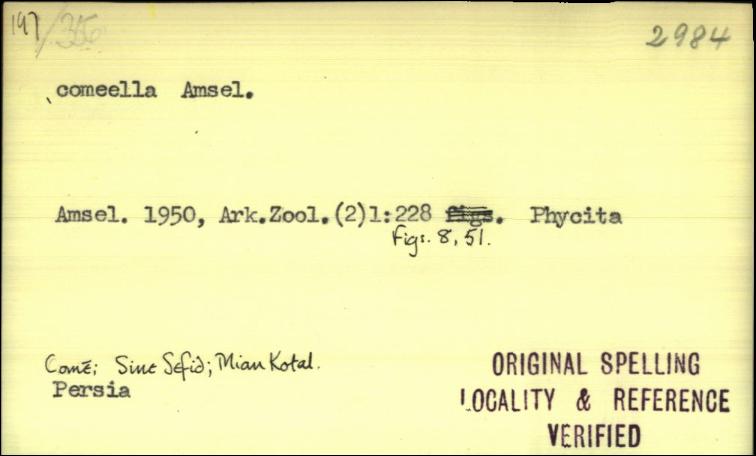 197/356 2984
comeella Amsel.
Amsel. 1950, Ark.Zool.(2)1:228 figs. Phycita
Figs. 8, 51.
Comē; Sine Sefid; Mian Kotal.
Persia
ORIGINAL SPELLING
LOCALITY & REFERENCE
VERIFIED